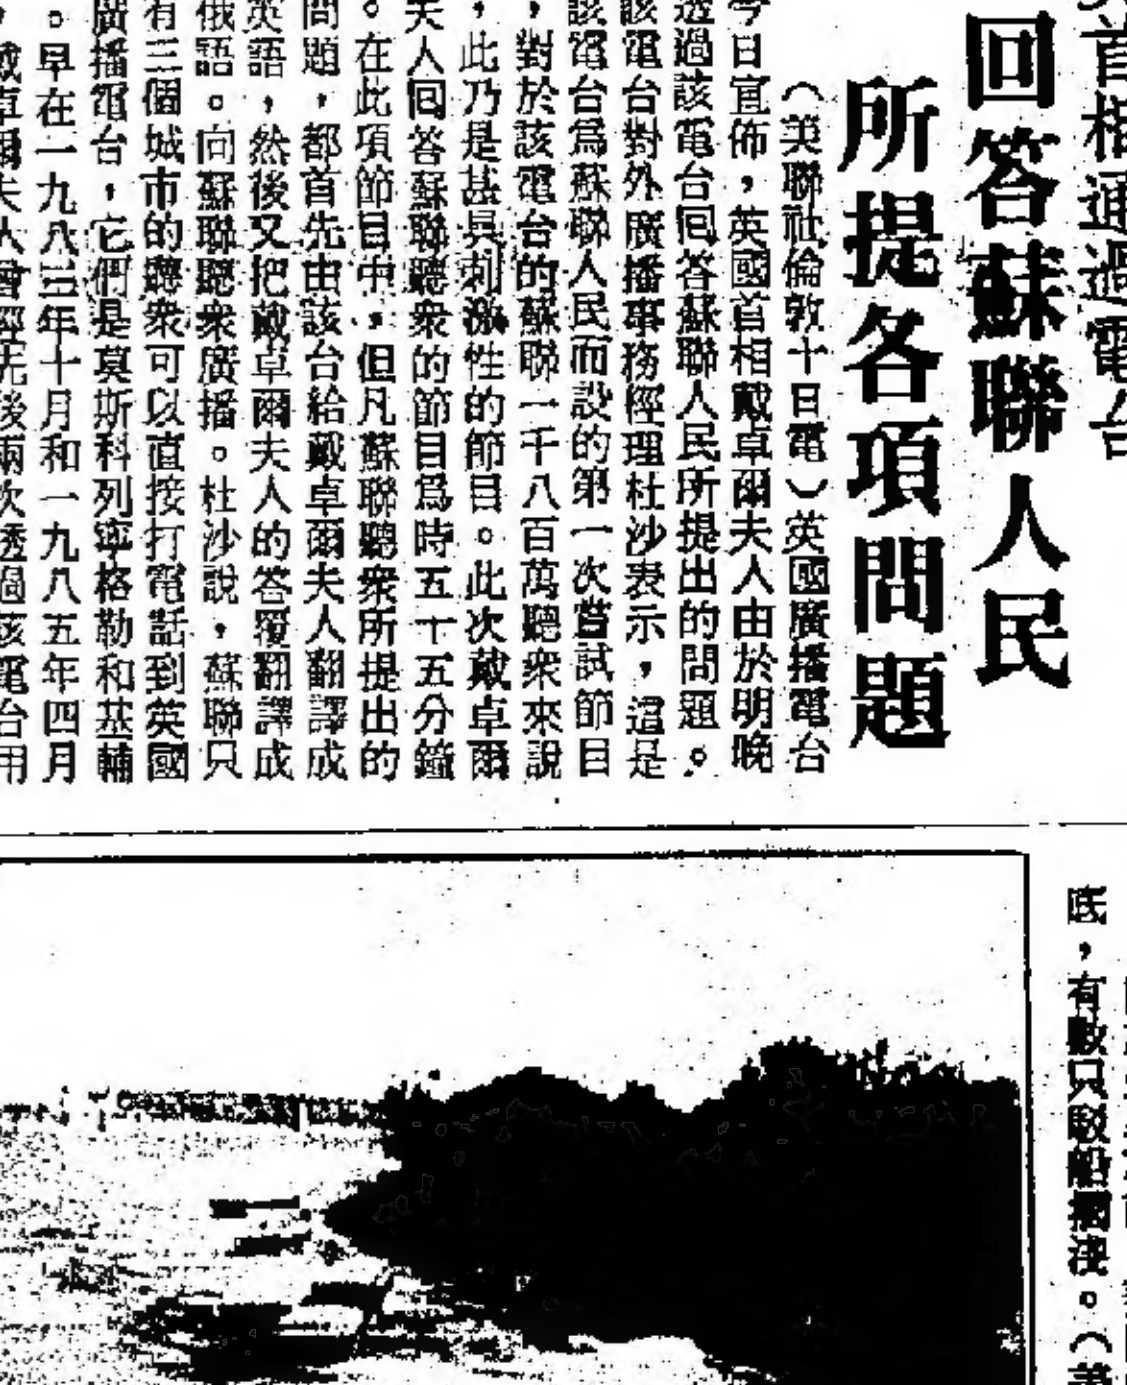 首相通過電台
回答蘇聯人民
所提各項問題
（美聯社倫敦十日電）英國廣播電台
今日宣佈，英國首相戴卓爾夫人由於明晚
透過該電台囘答蘇聯人民所提出的問題。
該電台對外廣播事務經理杜沙表示，這是
該電台爲蘇聯人民而設的第一次嘗試節目
，對於該電台的蘇聯一千八百萬聽衆來說
，此乃是甚具刺激性的節目。此次戴卓爾
夫人囘答蘇聯聽衆的節目爲時五十五分鐘
。在此項節目中，但凡蘇聯聽衆所提出的
問題，都首先由該台給戴卓爾夫人翻譯成
英語，然後又把戴卓爾夫人的答覆翻譯成
俄語。向蘇聯聽衆廣播。杜沙說，蘇聯只
有三個城市的聽衆可以直接打電話到英國
廣播電台，它們是莫斯科列寧格勒和基輔
。早在一九八三年十月和一九八五年四月
，戴卓爾夫人曾經先後兩次透過該電台用
底，有數只駁船擱淺。（